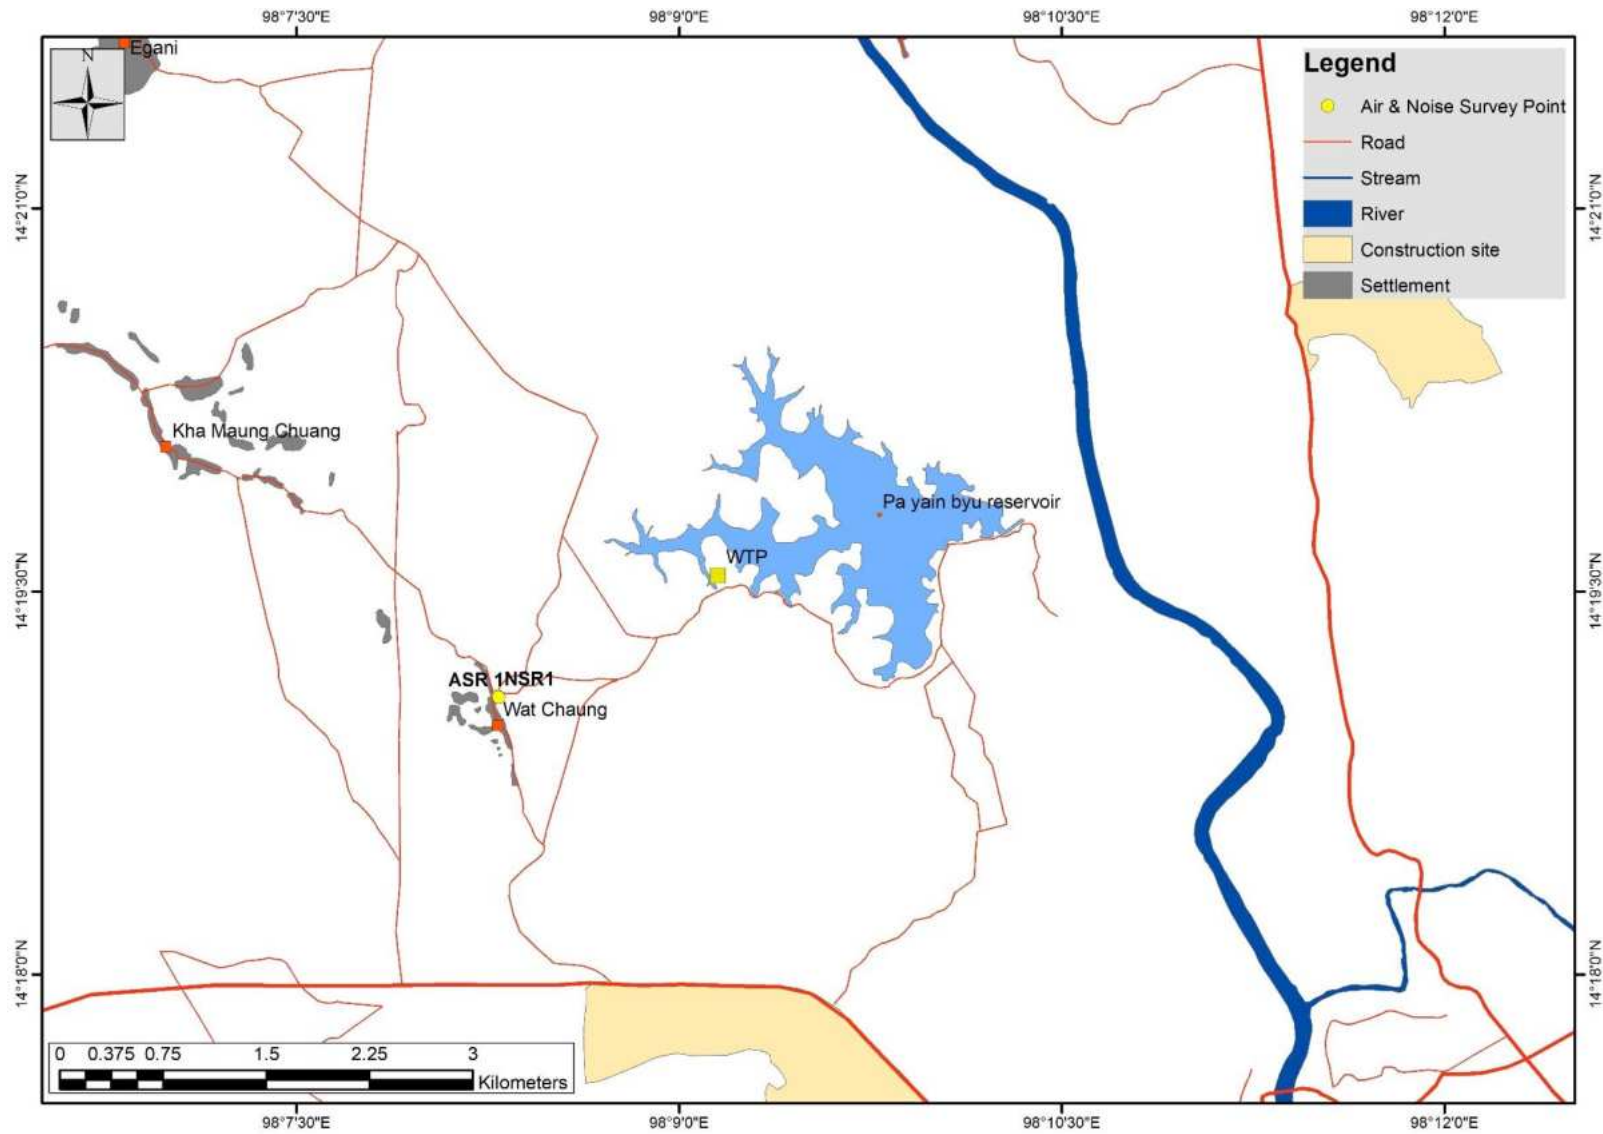 98°7'30"E
98°9'0"E
98°10'30"E
98°12'0"E
Egani
N
Legend
Air & Noise Survey Point
Road
Stream
River
Construction site
Settlement
14°21'0"N
14°21'0"N
Kha Maung Chuang
Pa yain byu reservoir
WTP
14°19'30"N
14°19'30"N
ASR 1 NSR1
Wat Chaung
14°18'0"N
14°18'0"N
0 0.375 0.75 1.5 2.25 3
Kilometers
98°7'30"E
98°9'0"E
98°10'30"E
98°12'0"E